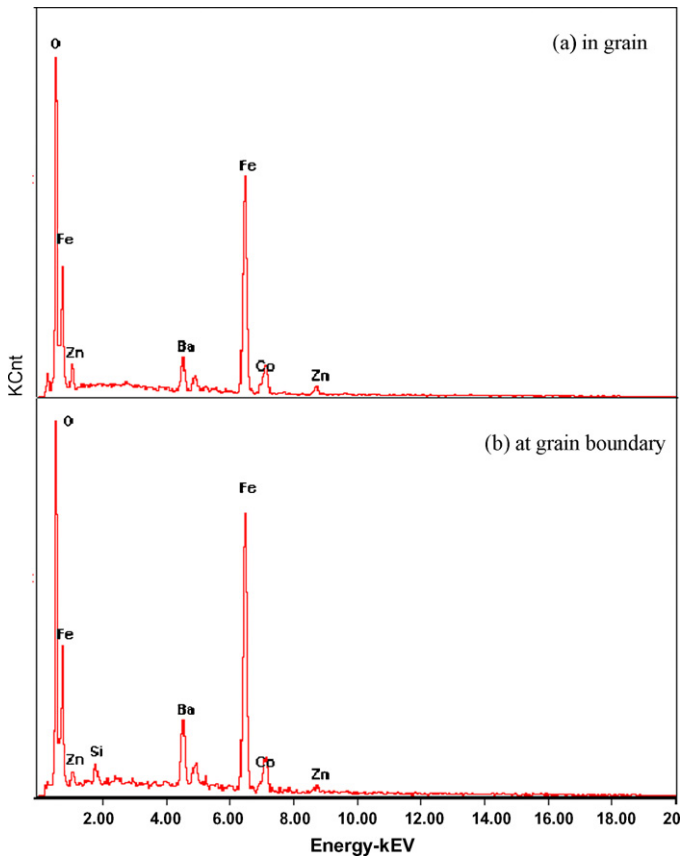 O
(a) in grain
Fe
Fe
Zn
Ba
Co
Zn
KCnt
O
(b) at grain boundary
Fe
Fe
Zn
Si
Ba
Co
Zn
2.00 4.00 6.00 8.00 10.00 12.00 14.00 16.00 18.00 20
Energy-kEV